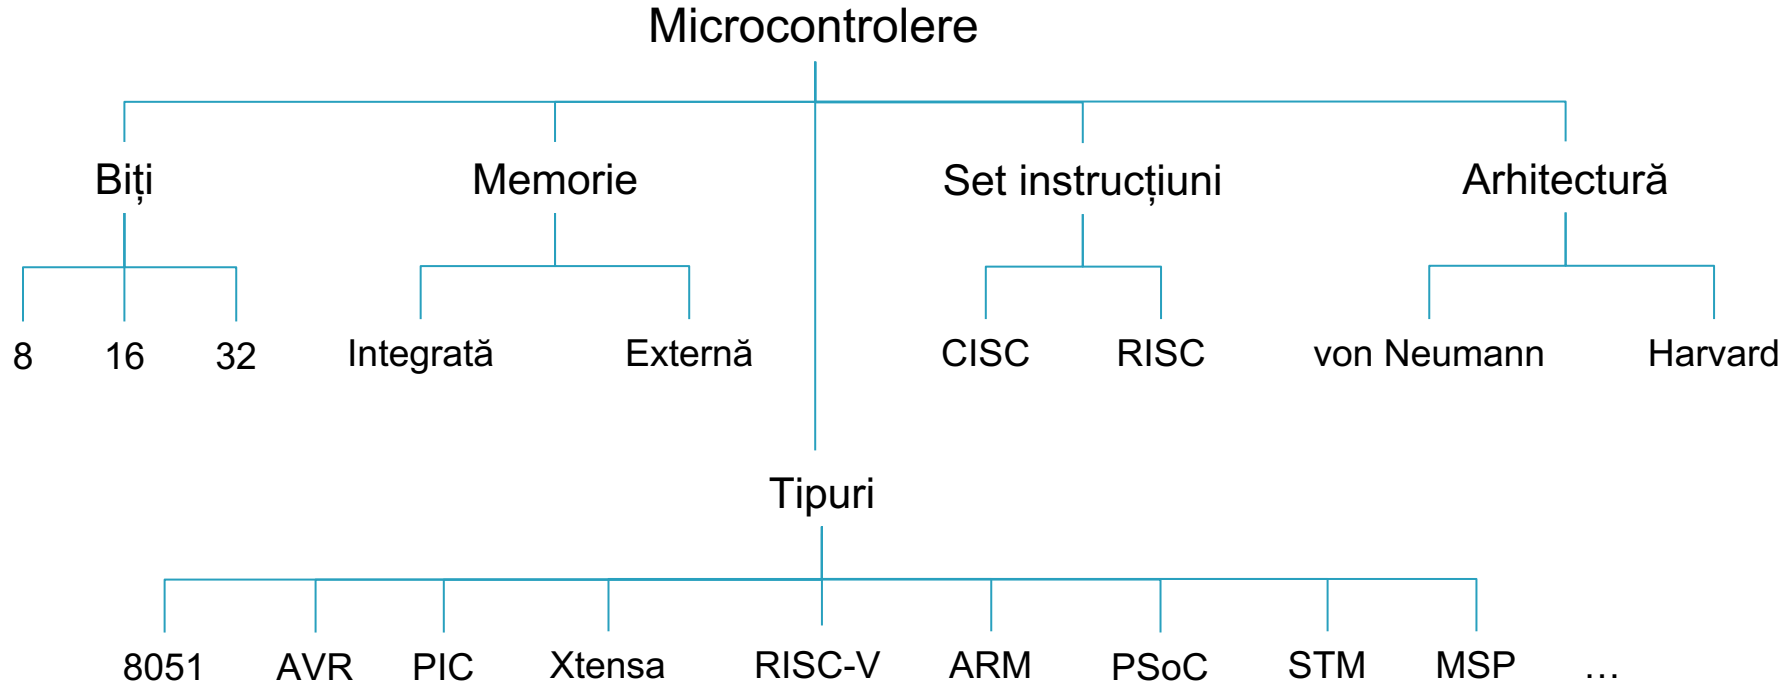 Microcontrolere
Biți Memorie Set instrucțiuni Arhitectură
8 16 32 Integrată Externă CISC RISC von Neumann Harvard
Tipuri
8051 AVR PIC Xtensa RISC-V ARM PSoC STM MSP ...